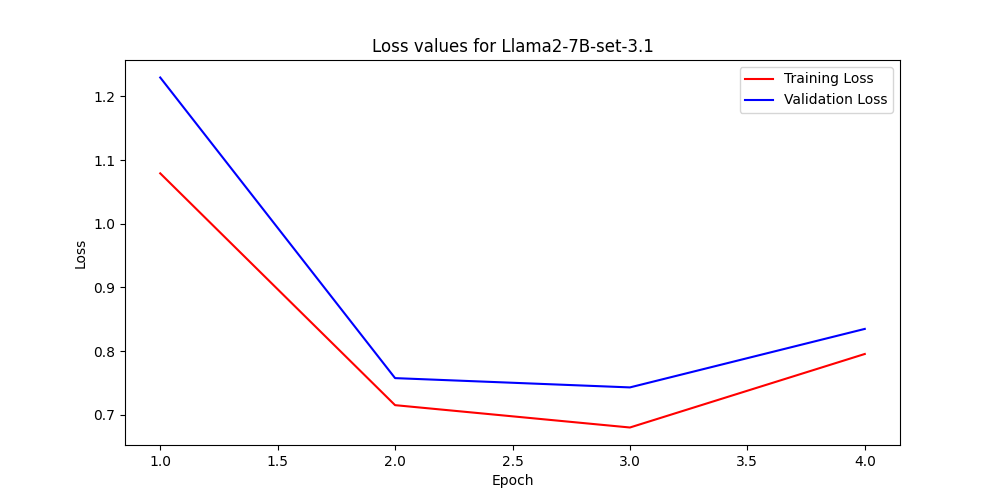 Loss values for Llama2-7B-set-3.1
Training Loss
Validation Loss
1.2
1.1
1.0
0.9
0.8
0.7
Loss
1.0 1.5 2.0 2.5 3.0 3.5 4.0
Epoch